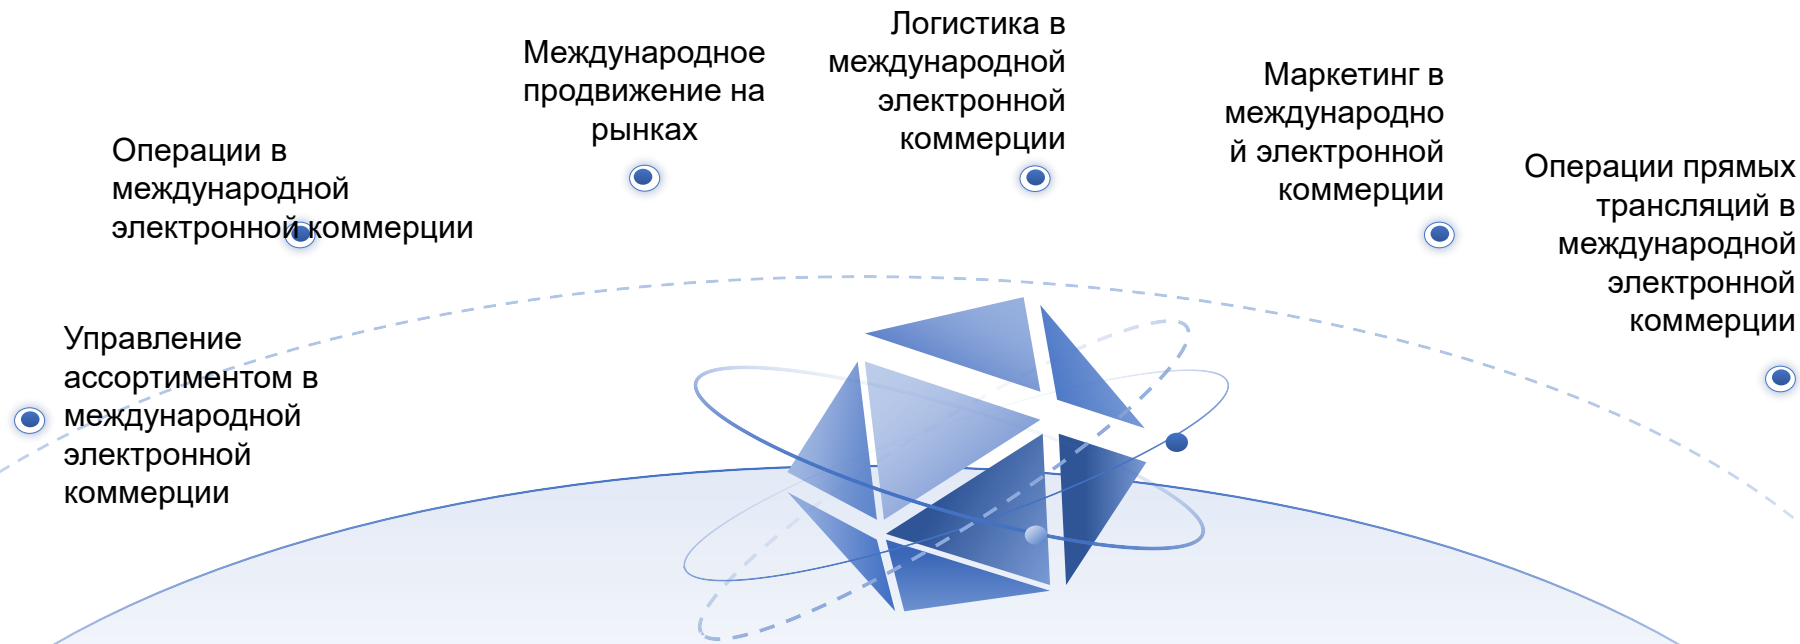 Управление
ассортиментом в
международной
электронной
коммерции
Операции в
международной
электронной коммерции
Международное
продвижение на
рынках
Логистика в
международной
электронной
коммерции
Маркетинг в
международно
й электронной
коммерции
Операции прямых
трансляций в
международной
электронной
коммерции